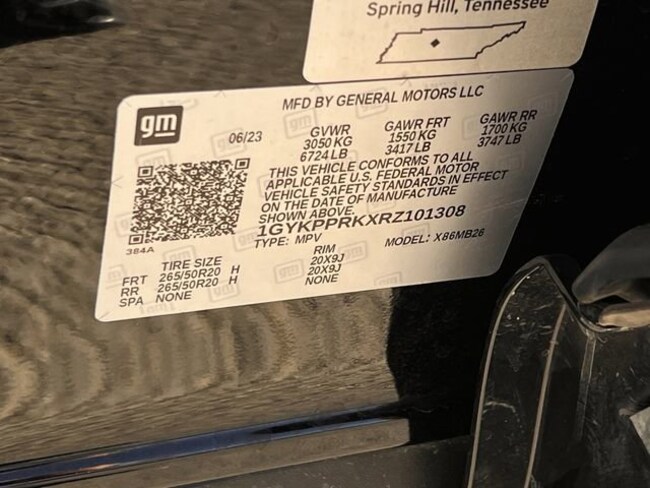 Spring Hill, Tennessee
gm
MFD BY GENERAL MOTORS LLC
06/23
GVWR GAWR FRT GAWR RR
3050 KG 1550 KG 1700 KG
6724 LB 3417 LB 3747 LB
THIS VEHICLE CONFORMS TO ALL
APPLICABLE U.S. FEDERAL MOTOR
VEHICLE SAFETY STANDARDS IN EFFECT
ON THE DATE OF MANUFACTURE
SHOWN ABOVE.
1GYKPPRKXRZ101308
TYPE: MPV MODEL: X86MB26
384A
TIRE SIZE RIM
FRT 265/50R20 H 20X9J
RR 265/50R20 H 20X9J
SPA NONE NONE